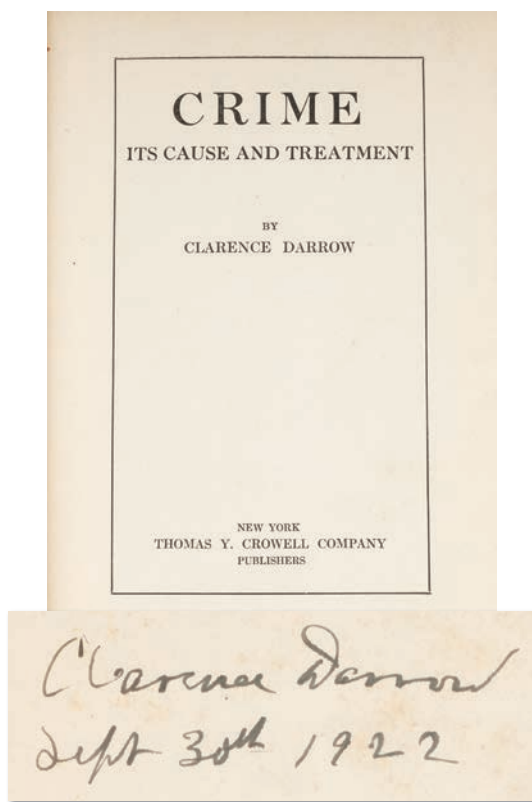 CRIME
ITS CAUSE AND TREATMENT
BY
CLARENCE DARROW
NEW YORK
THOMAS Y. CROWELL COMPANY
PUBLISHERS
Clarence Darrow
Sept 30th 1922